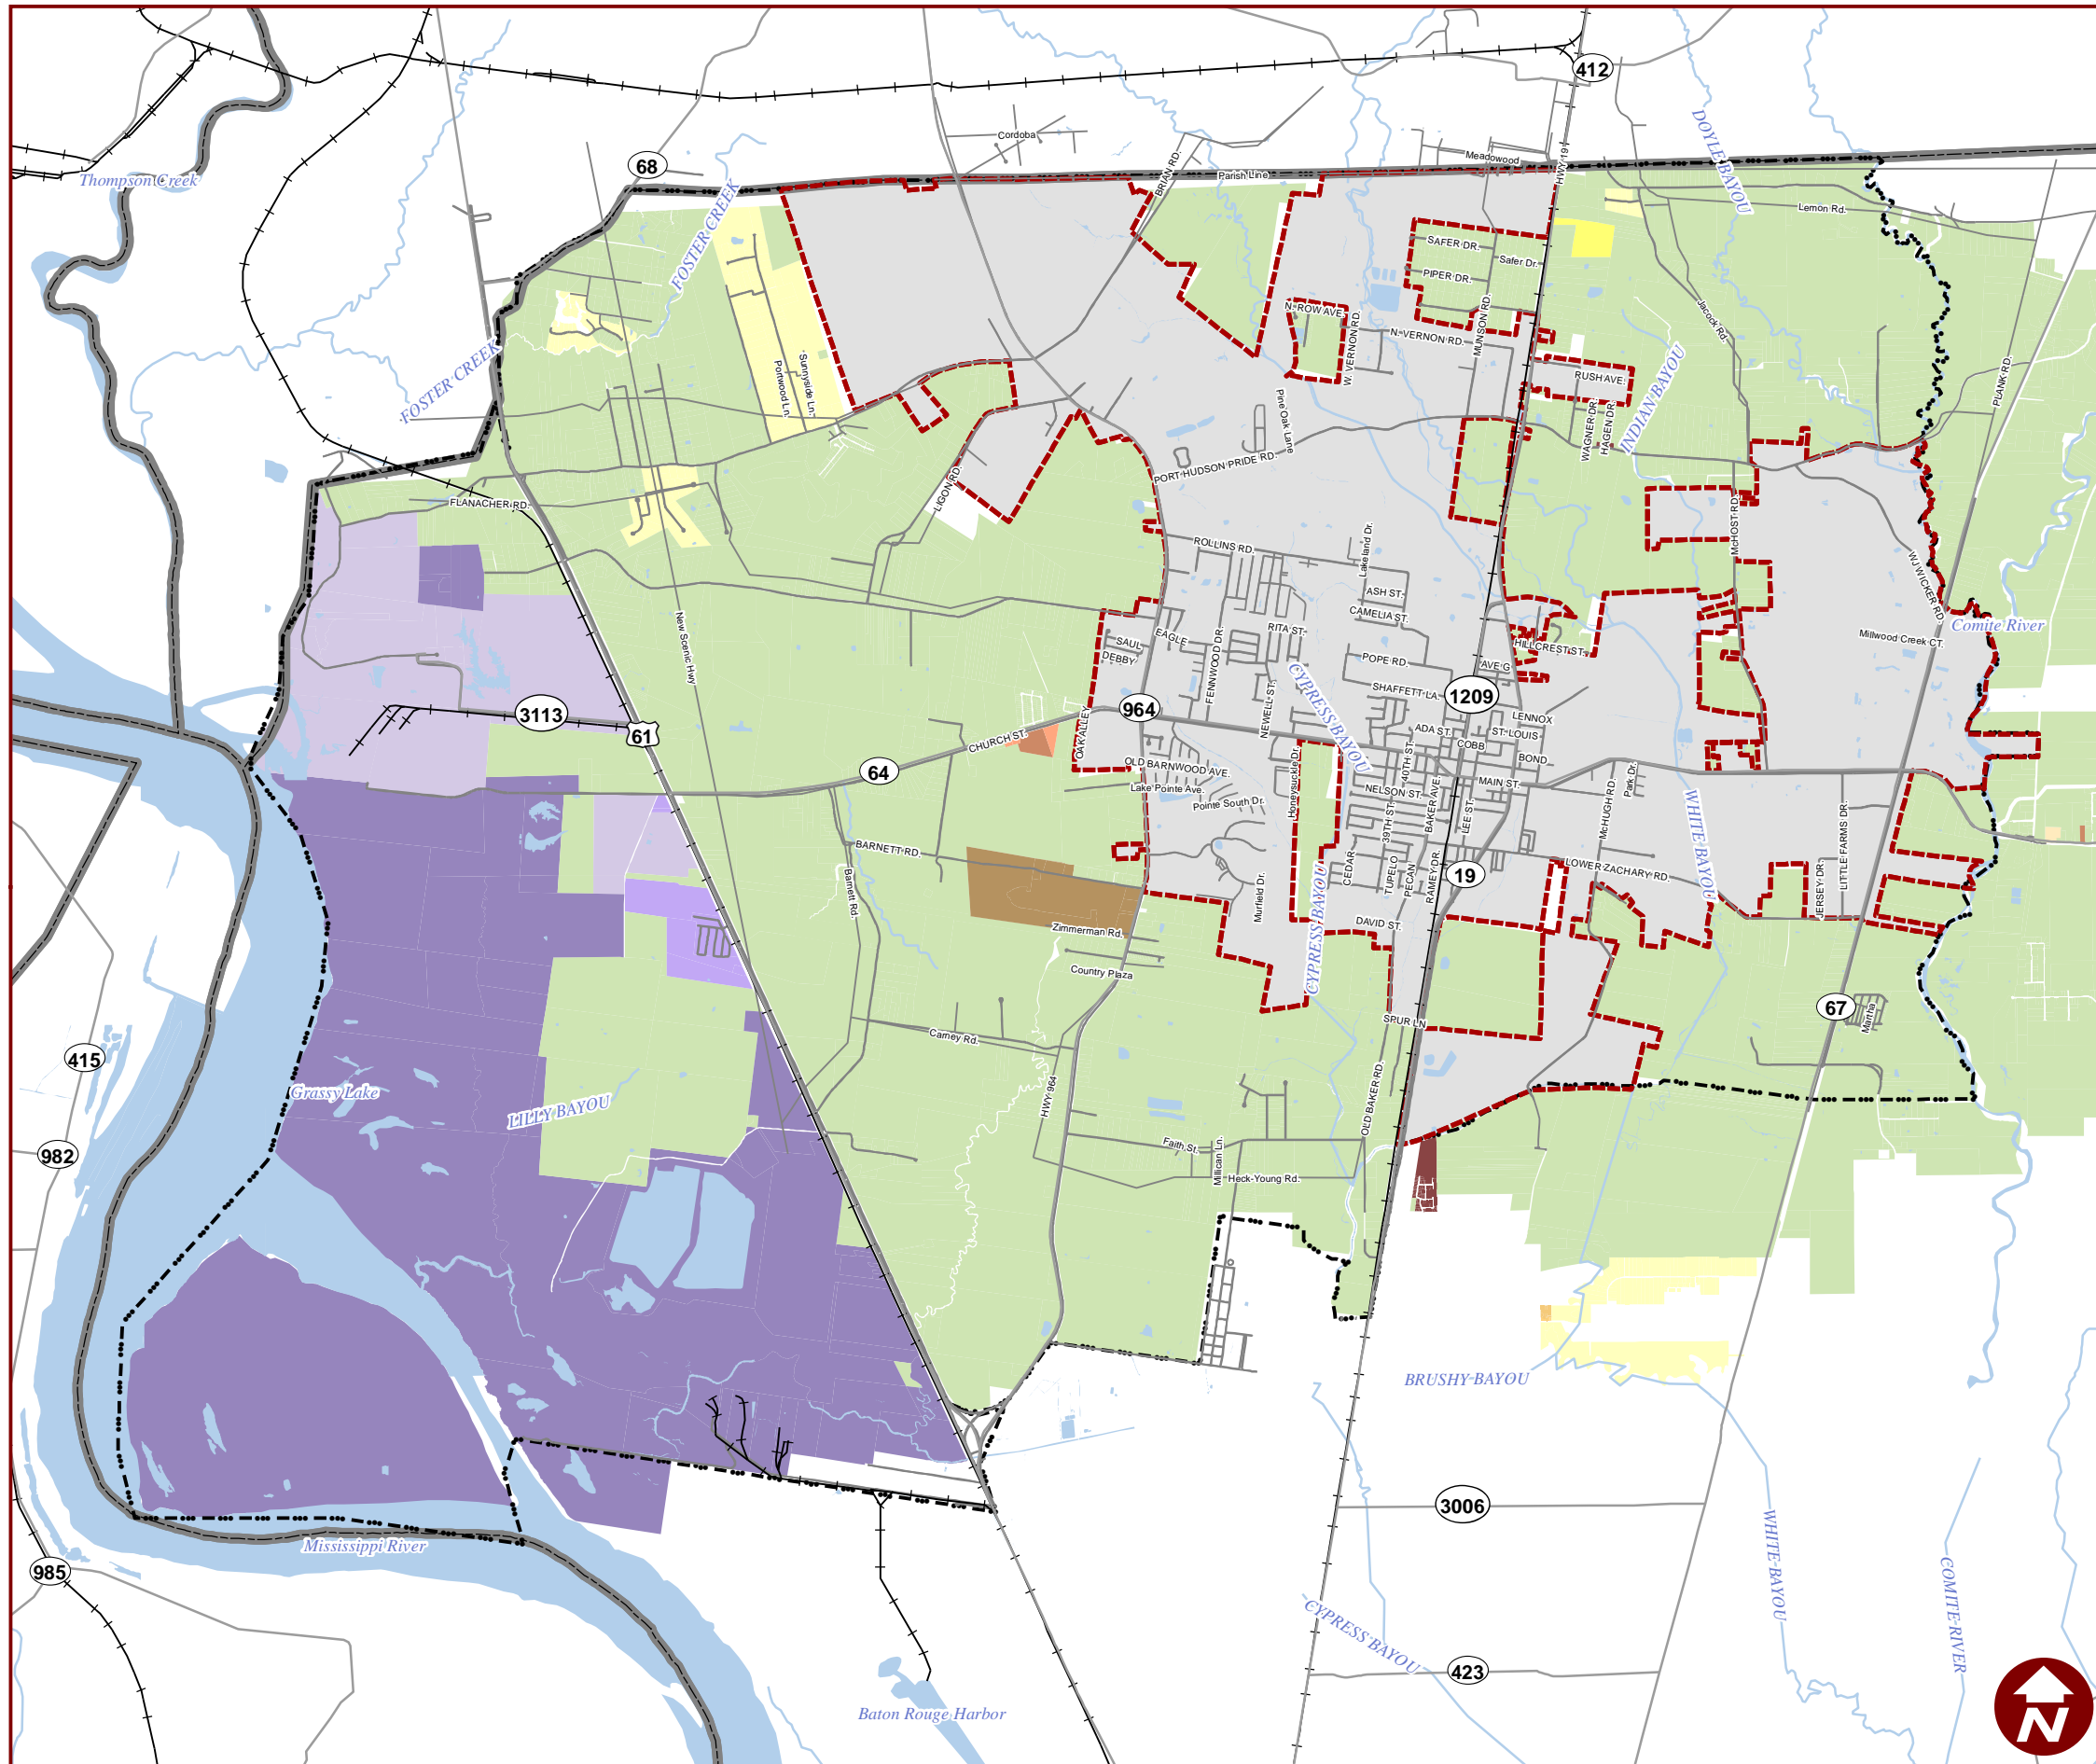 412
Cordoba
DOYLE BAYOU
68
Thompson Creek
Meadowood
HWY 19
BRIAN RD.
Parish Line
FOSTER CREEK
Lemon Rd.
SAFER DR.
Safer Dr.
PIPER DR.
N. ROW AVE.
W. VERNON RD.
N. VERNON RD.
MUNSON RD.
Jacock Rd.
FOSTER CREEK
Portwood Ln.
Sunnyside Ln.
RUSH AVE.
WAGNER DR.
HAGEN DR.
INDIAN BAYOU
PLANK RD.
Pine Oak Lane
PORT HUDSON PRIDE RD.
LIGON RD.
FLANACHER RD.
McHOST RD.
ROLLINS RD.
Lakeland Dr.
WJ WICKER RD.
ASH ST.
CAMELIA ST.
New Scenic Hwy
EAGLE
SAUL
DEBBY
FENNWOOD DR.
RITA ST.
HILLCREST ST.
Millwood Creek CT.
Comite River
POPE RD.
AVE G
CYPRESS BAYOU
NEWELL ST.
SHAFFETT LA.
1209
3113
61
964
OAK ALLEY
CHURCH ST.
LENNOX
ADA ST.
ST. LOUIS
COBB
BOND
40TH ST.
64
OLD BARNWOOD AVE.
Lake Pointe Ave.
Pointe South Dr.
Honeysuckle Dr.
NELSON ST
MAIN ST.
BAKER AVE.
LEE ST.
39TH ST.
McHUGH RD.
Park Dr.
WHITE BAYOU
LITTLE FARMS DR.
JERSEY DR.
BARNETT RD.
Barnett Rd.
Murfield Dr.
CEDAR
TUPELO
PECAN
RAMEY DR.
19
LOWER ZACHARY RD.
CYPRESS BAYOU
DAVID ST.
Zimmerman Rd.
Country Plaza
SPUR LN
67
Martha
415
Carney Rd.
Grassy Lake
LILLY BAYOU
HWY 964
OLD BAKER RD.
982
Faith St.
Millican Ln.
Heck-Young Rd.
BRUSHY BAYOU
3006
Mississippi River
985
WHITE BAYOU
COMITE RIVER
CYPRESS BAYOU
423
Baton Rouge Harbor
N